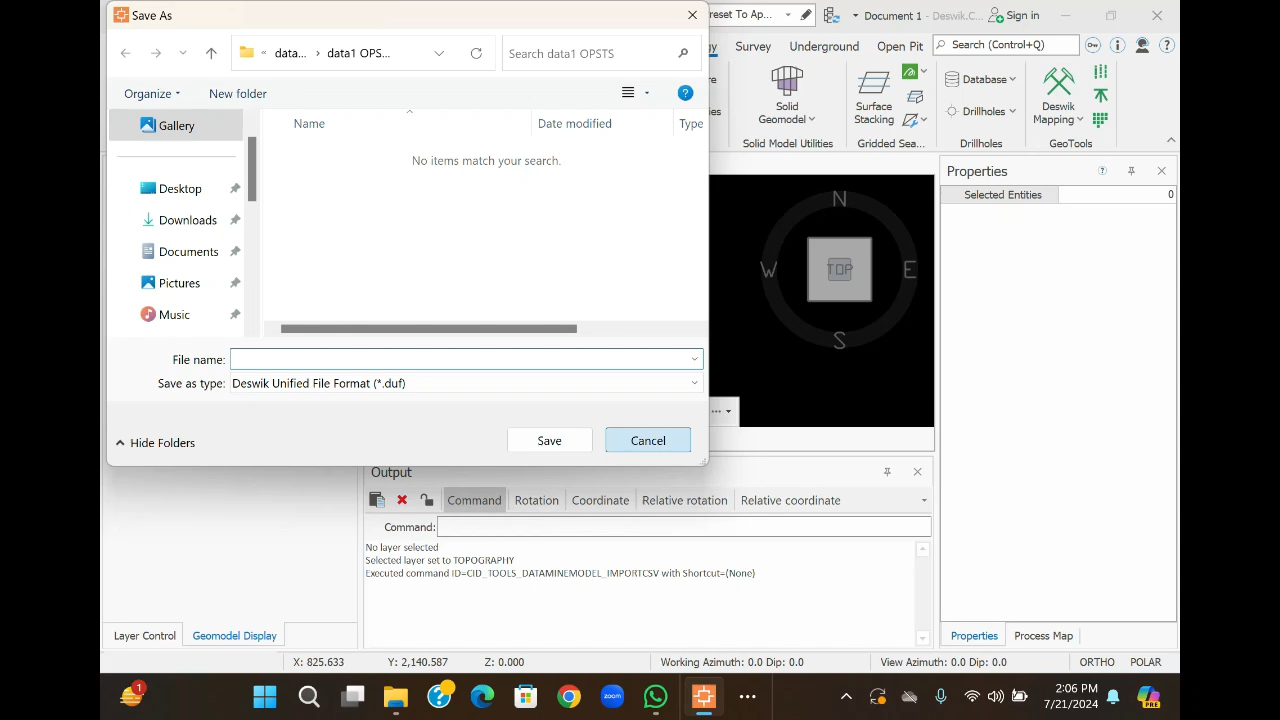 Save As
reset To Ap...
Document 1 - Deswik.C...
Sign in
« data... › data1 OPS...
Search data1 OPSTS
Survey Underground Open Pit
Search (Control+Q)
Organize New folder
Name Date modified Type
No items match your search.
Gallery
Desktop
Downloads
Documents
Pictures
Music
File name:
Save as type: Deswik Unified File Format (*.duf)
Hide Folders
Save Cancel
Solid
Geomodel
Solid Model Utilities
Surface
Stacking
Gridded Sea...
Database
Drillholes
Drillholes
Deswik
Mapping
GeoTools
N
W TOP E
S
Properties
Selected Entities 0
Output
Command Rotation Coordinate Relative rotation Relative coordinate
Command:
No layer selected
Selected layer set to TOPOGRAPHY
Executed command ID=CID_TOOLS_DATAMINEMODEL_IMPORTCSV with Shortcut=(None)
Layer Control Geomodel Display
Properties Process Map
X: 825.633 Y: 2,140.587 Z: 0.000 Working Azimuth: 0.0 Dip: 0.0 View Azimuth: 0.0 Dip: 0.0 ORTHO POLAR
1
zoom
2:06 PM
7/21/2024
PRE